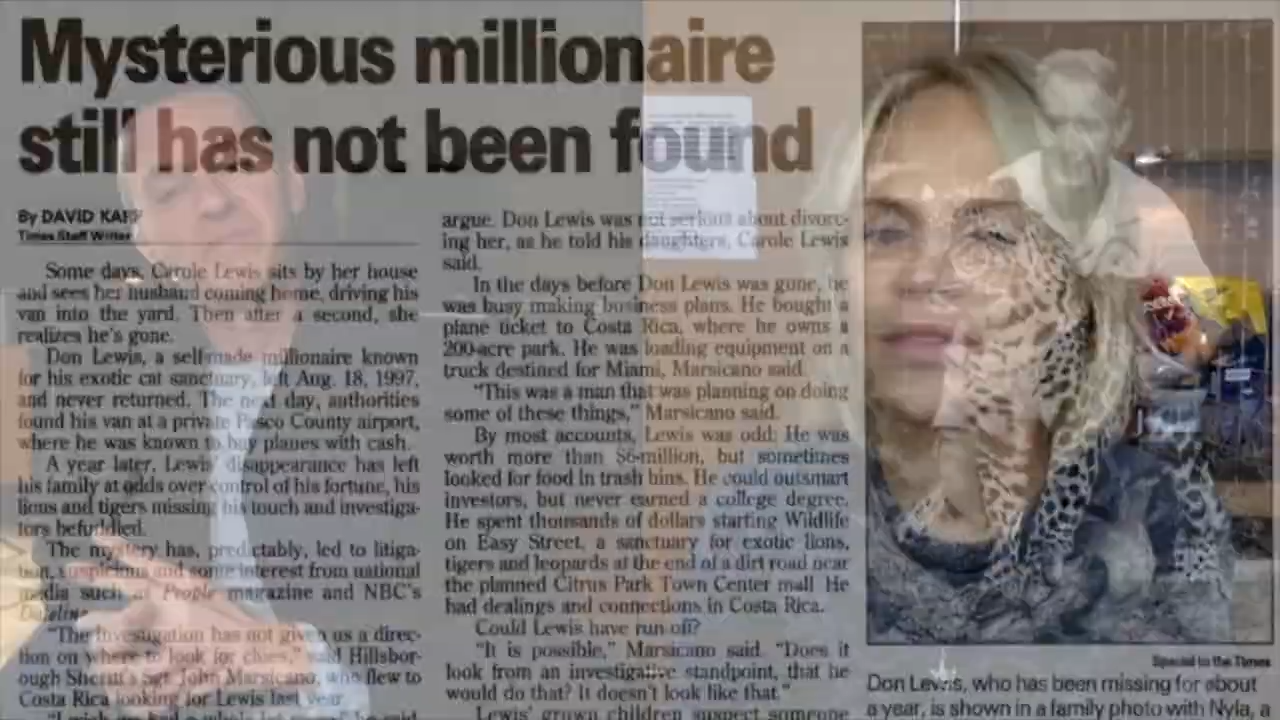 Mysterious millionaire
still has not been found
By DAVID KARP
Times Staff Writer
Some days, Carole Lewis sits by her house
and sees her husband coming home, driving his
van into the yard. Then after a second, she
realizes he's gone.
Don Lewis, a self-made millionaire known
for his exotic cat sanctuary, left Aug. 18, 1997,
and never returned. The next day, authorities
found his van at a private Pasco County airport,
where he was known to buy planes with cash.
A year later, Lewis' disappearance has left
his family at odds over control of his fortune, his
lions and tigers missing his touch and investiga-
tors befuddled.
The mystery has, predictably, led to litiga-
tion, suspicions and some interest from national
media such as People magazine and NBC's
Dateline.
"The investigation has not given us a direc-
tion on where to look for clues," said Hillsbor-
ough Sheriff's Sgt. John Marsicano, who flew to
Costa Rica looking for Lewis last year.
"I wish we had a whole lot more," he said
argue. Don Lewis was not serious about divorc-
ing her, as he told his daughters, Carole Lewis
said.
In the days before Don Lewis was gone, he
was busy making business plans. He bought a
plane ticket to Costa Rica, where he owns a
200-acre park. He was loading equipment on a
truck destined for Miami, Marsicano said.
"This was a man that was planning on doing
some of these things," Marsicano said.
By most accounts, Lewis was odd: He was
worth more than $6-million, but sometimes
looked for food in trash bins. He could outsmart
investors, but never earned a college degree.
He spent thousands of dollars starting Wildlife
on Easy Street, a sanctuary for exotic lions,
tigers and leopards at the end of a dirt road near
the planned Citrus Park Town Center mall. He
had dealings and connections in Costa Rica.
Could Lewis have run off?
"It is possible," Marsicano said. "Does it
look from an investigative standpoint, that he
would do that? It doesn't look like that."
Lewis' grown children suspect someone
Special to the Times
Don Lewis, who has been missing for about
a year, is shown in a family photo with Nyla, a